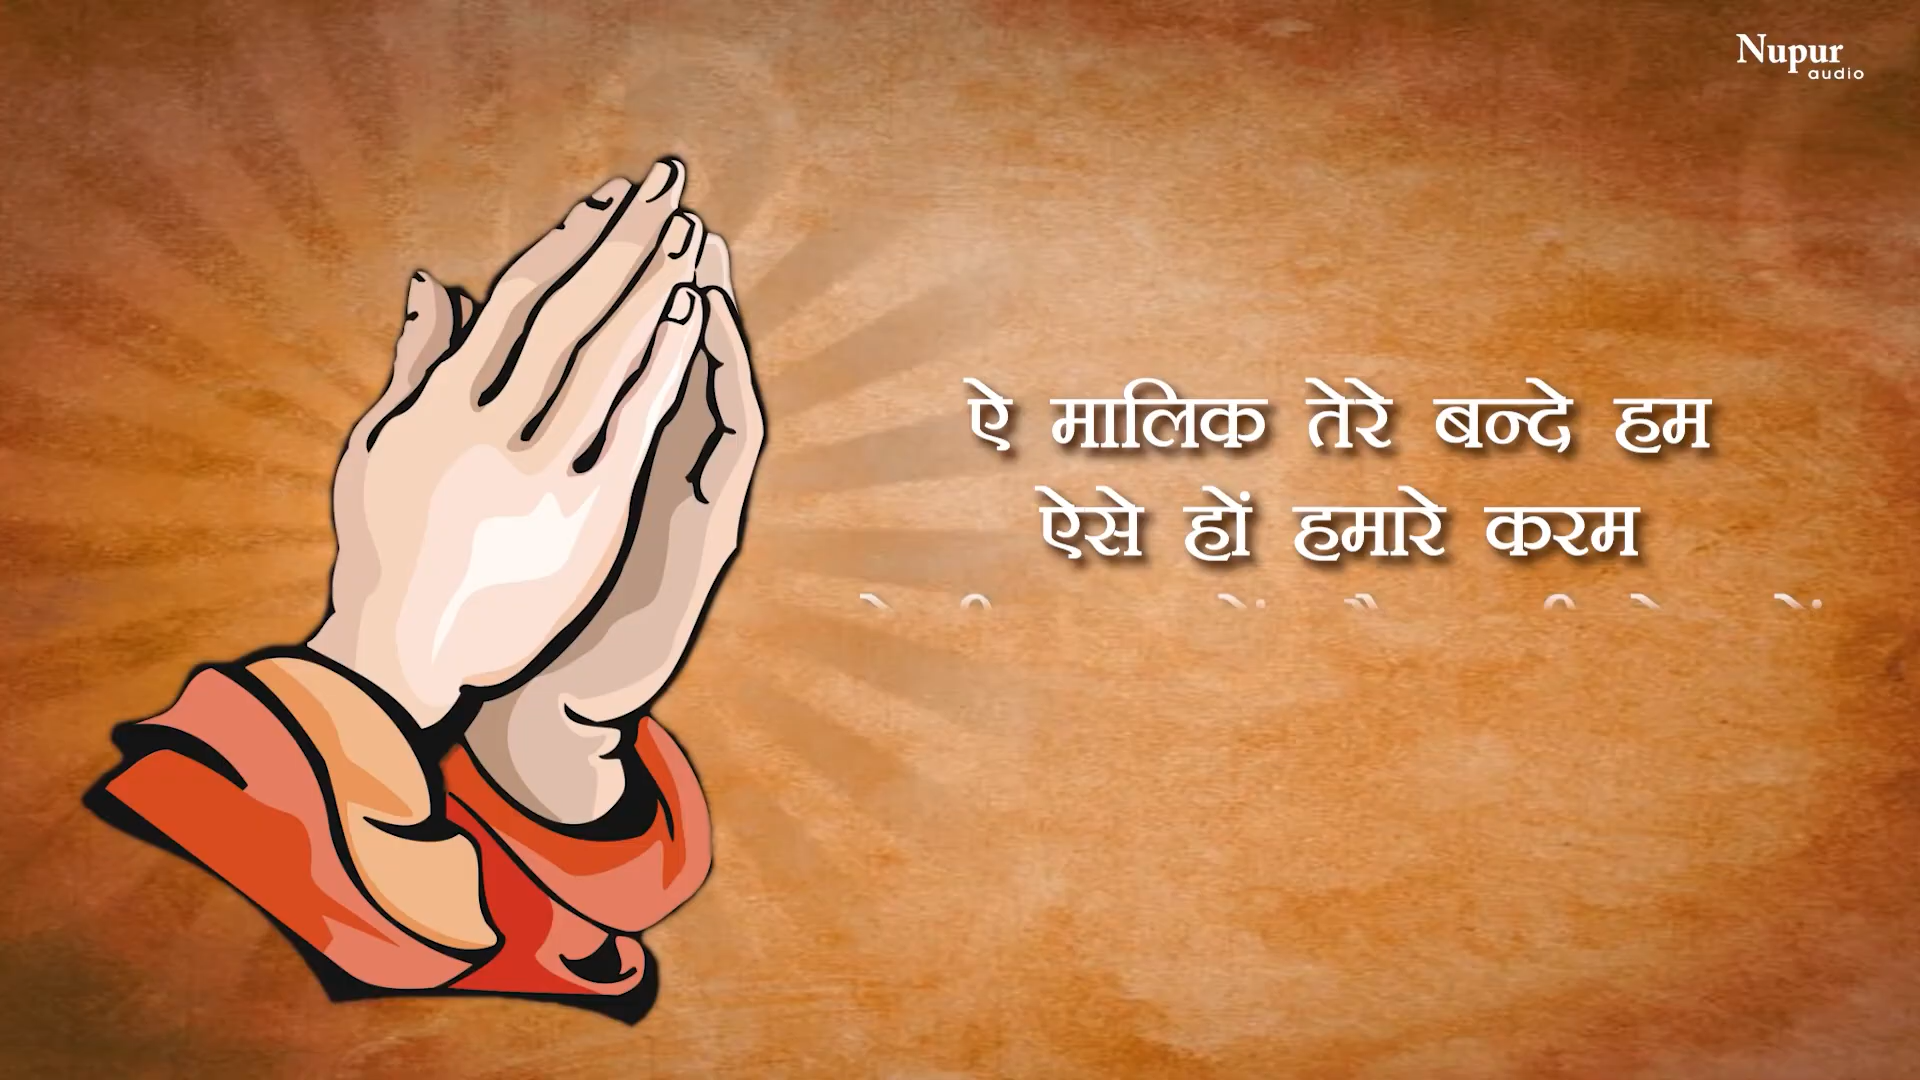 Nupur
audio
ऐ मालिक तेरे बन्दे हम
ऐसे हों हमारे करम